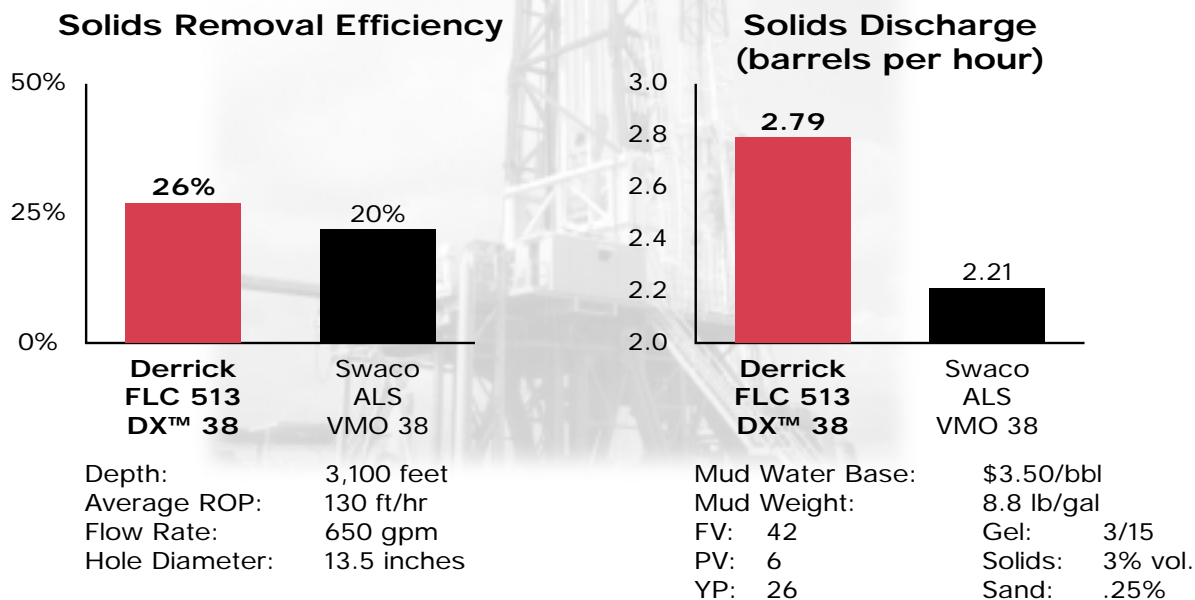 Solids Removal Efficiency
50%
25%
0%
26%
20%
Derrick
FLC 513
DX™ 38
Swaco
ALS
VMO 38
Depth: 3,100 feet
Average ROP: 130 ft/hr
Flow Rate: 650 gpm
Hole Diameter: 13.5 inches
Solids Discharge
(barrels per hour)
3.0
2.8
2.6
2.4
2.2
2.0
2.79
2.21
Derrick
FLC 513
DX™ 38
Swaco
ALS
VMO 38
Mud Water Base: $3.50/bbl
Mud Weight: 8.8 lb/gal
FV: 42 Gel: 3/15
PV: 6 Solids: 3% vol.
YP: 26 Sand: .25%